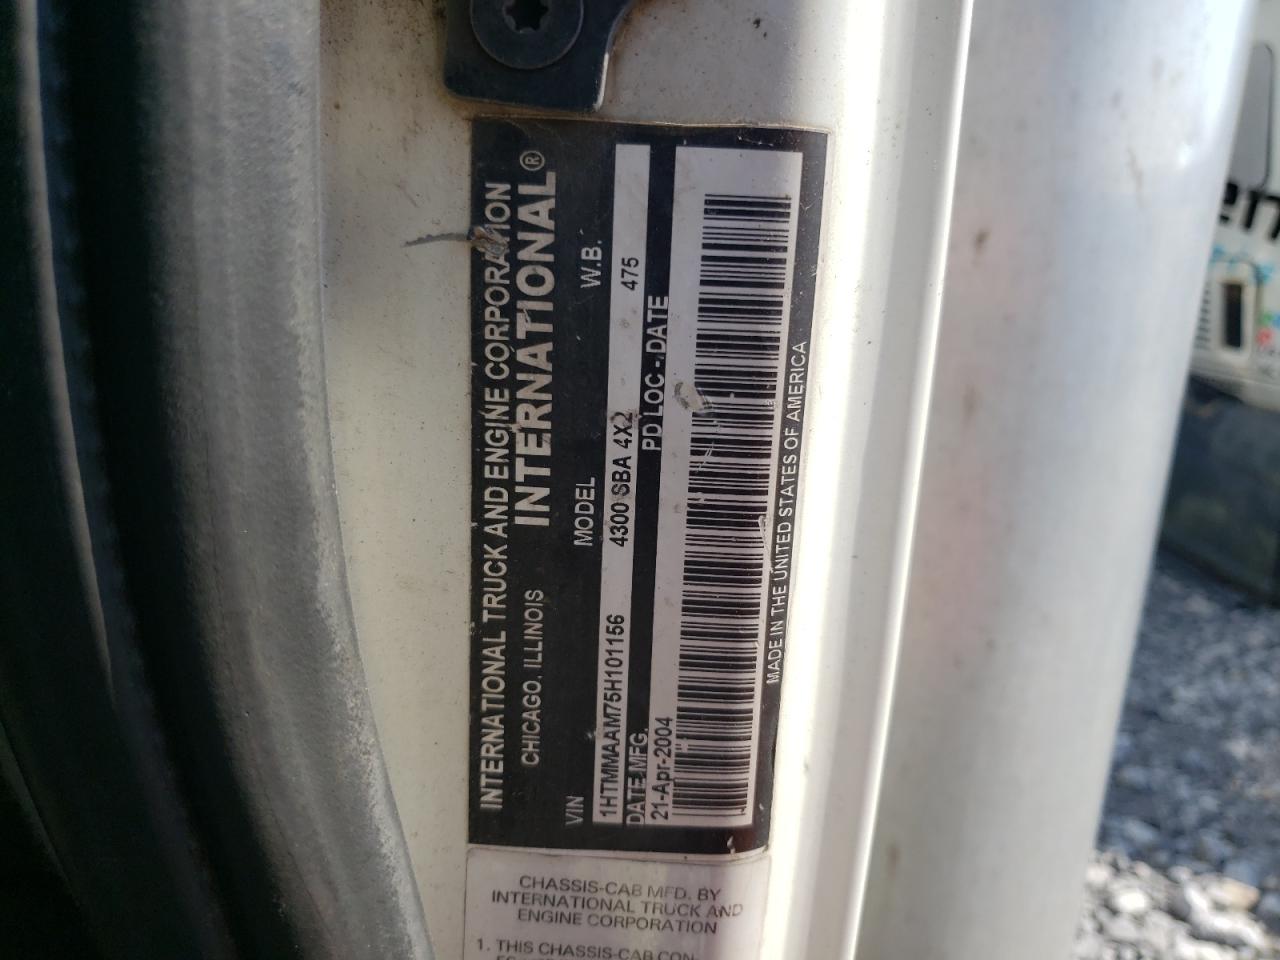 INTERNATIONAL TRUCK AND ENGINE CORPORATION
CHICAGO, ILLINOIS INTERNATIONAL®
VIN MODEL W.B.
1HTMMAAM75H101156 4300 SBA 4X2 475
DATE MFG. PD LOC - DATE
21-Apr-2004
MADE IN THE UNITED STATES OF AMERICA
CHASSIS-CAB MFD. BY
INTERNATIONAL TRUCK AND
ENGINE CORPORATION
1. THIS CHASSIS-CAB CON-